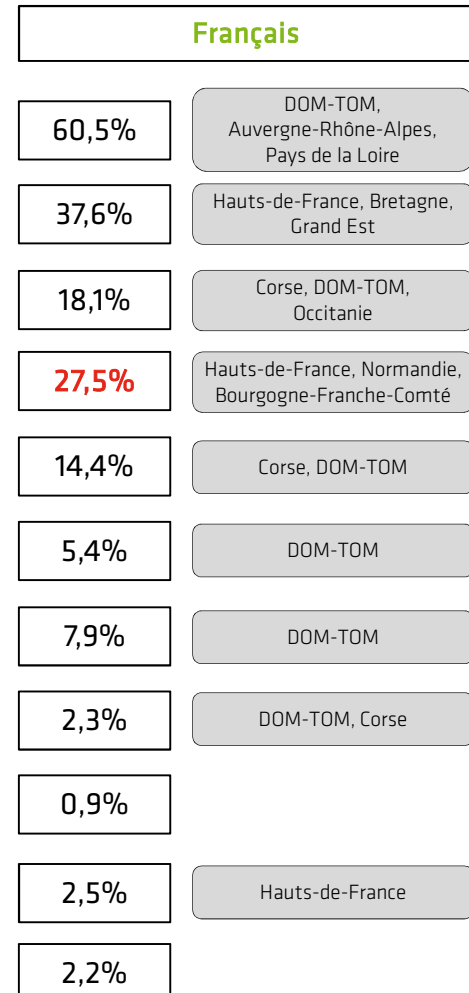 Français
60,5%
DOM-TOM,
Auvergne-Rhône-Alpes,
Pays de la Loire
37,6%
Hauts-de-France, Bretagne,
Grand Est
18,1%
Corse, DOM-TOM,
Occitanie
27,5%
Hauts-de-France, Normandie,
Bourgogne-Franche-Comté
14,4%
Corse, DOM-TOM
5,4%
DOM-TOM
7,9%
DOM-TOM
2,3%
DOM-TOM, Corse
0,9%
2,5%
Hauts-de-France
2,2%